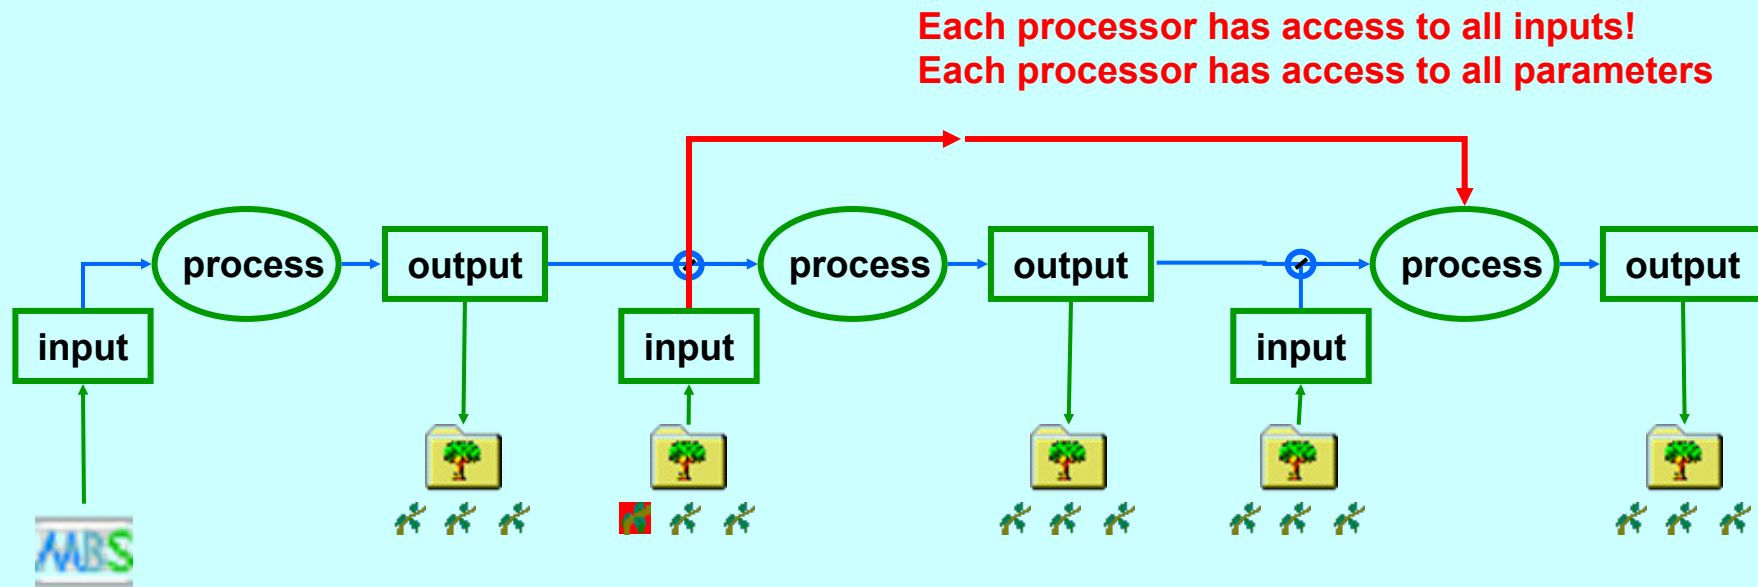 Each processor has access to all inputs!
Each processor has access to all parameters
process
output
process
output
process
output
input
input
input
MBS